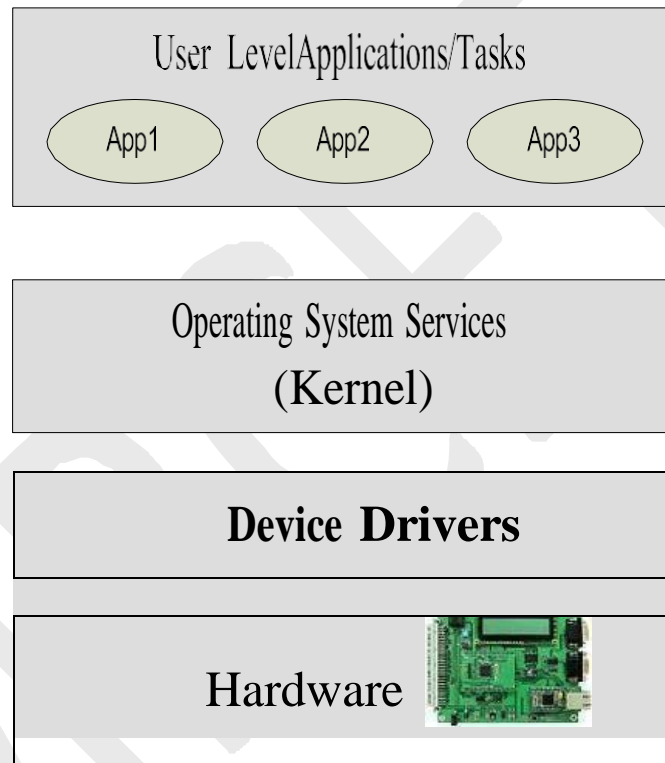 User LevelApplications/Tasks
App1 App2 App3
Operating System Services
(Kernel)
Device Drivers
Hardware